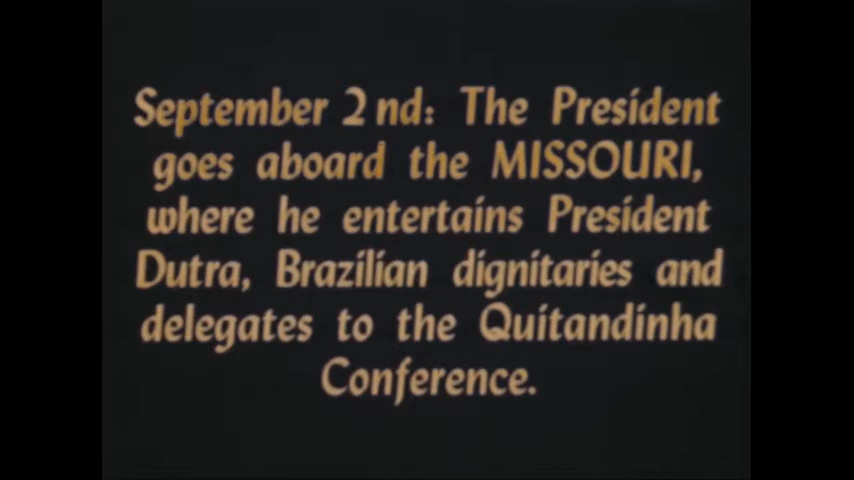 September 2nd: The President
goes aboard the MISSOURI,
where he entertains President
Dutra, Brazilian dignitaries and
delegates to the Quitandinha
Conference.